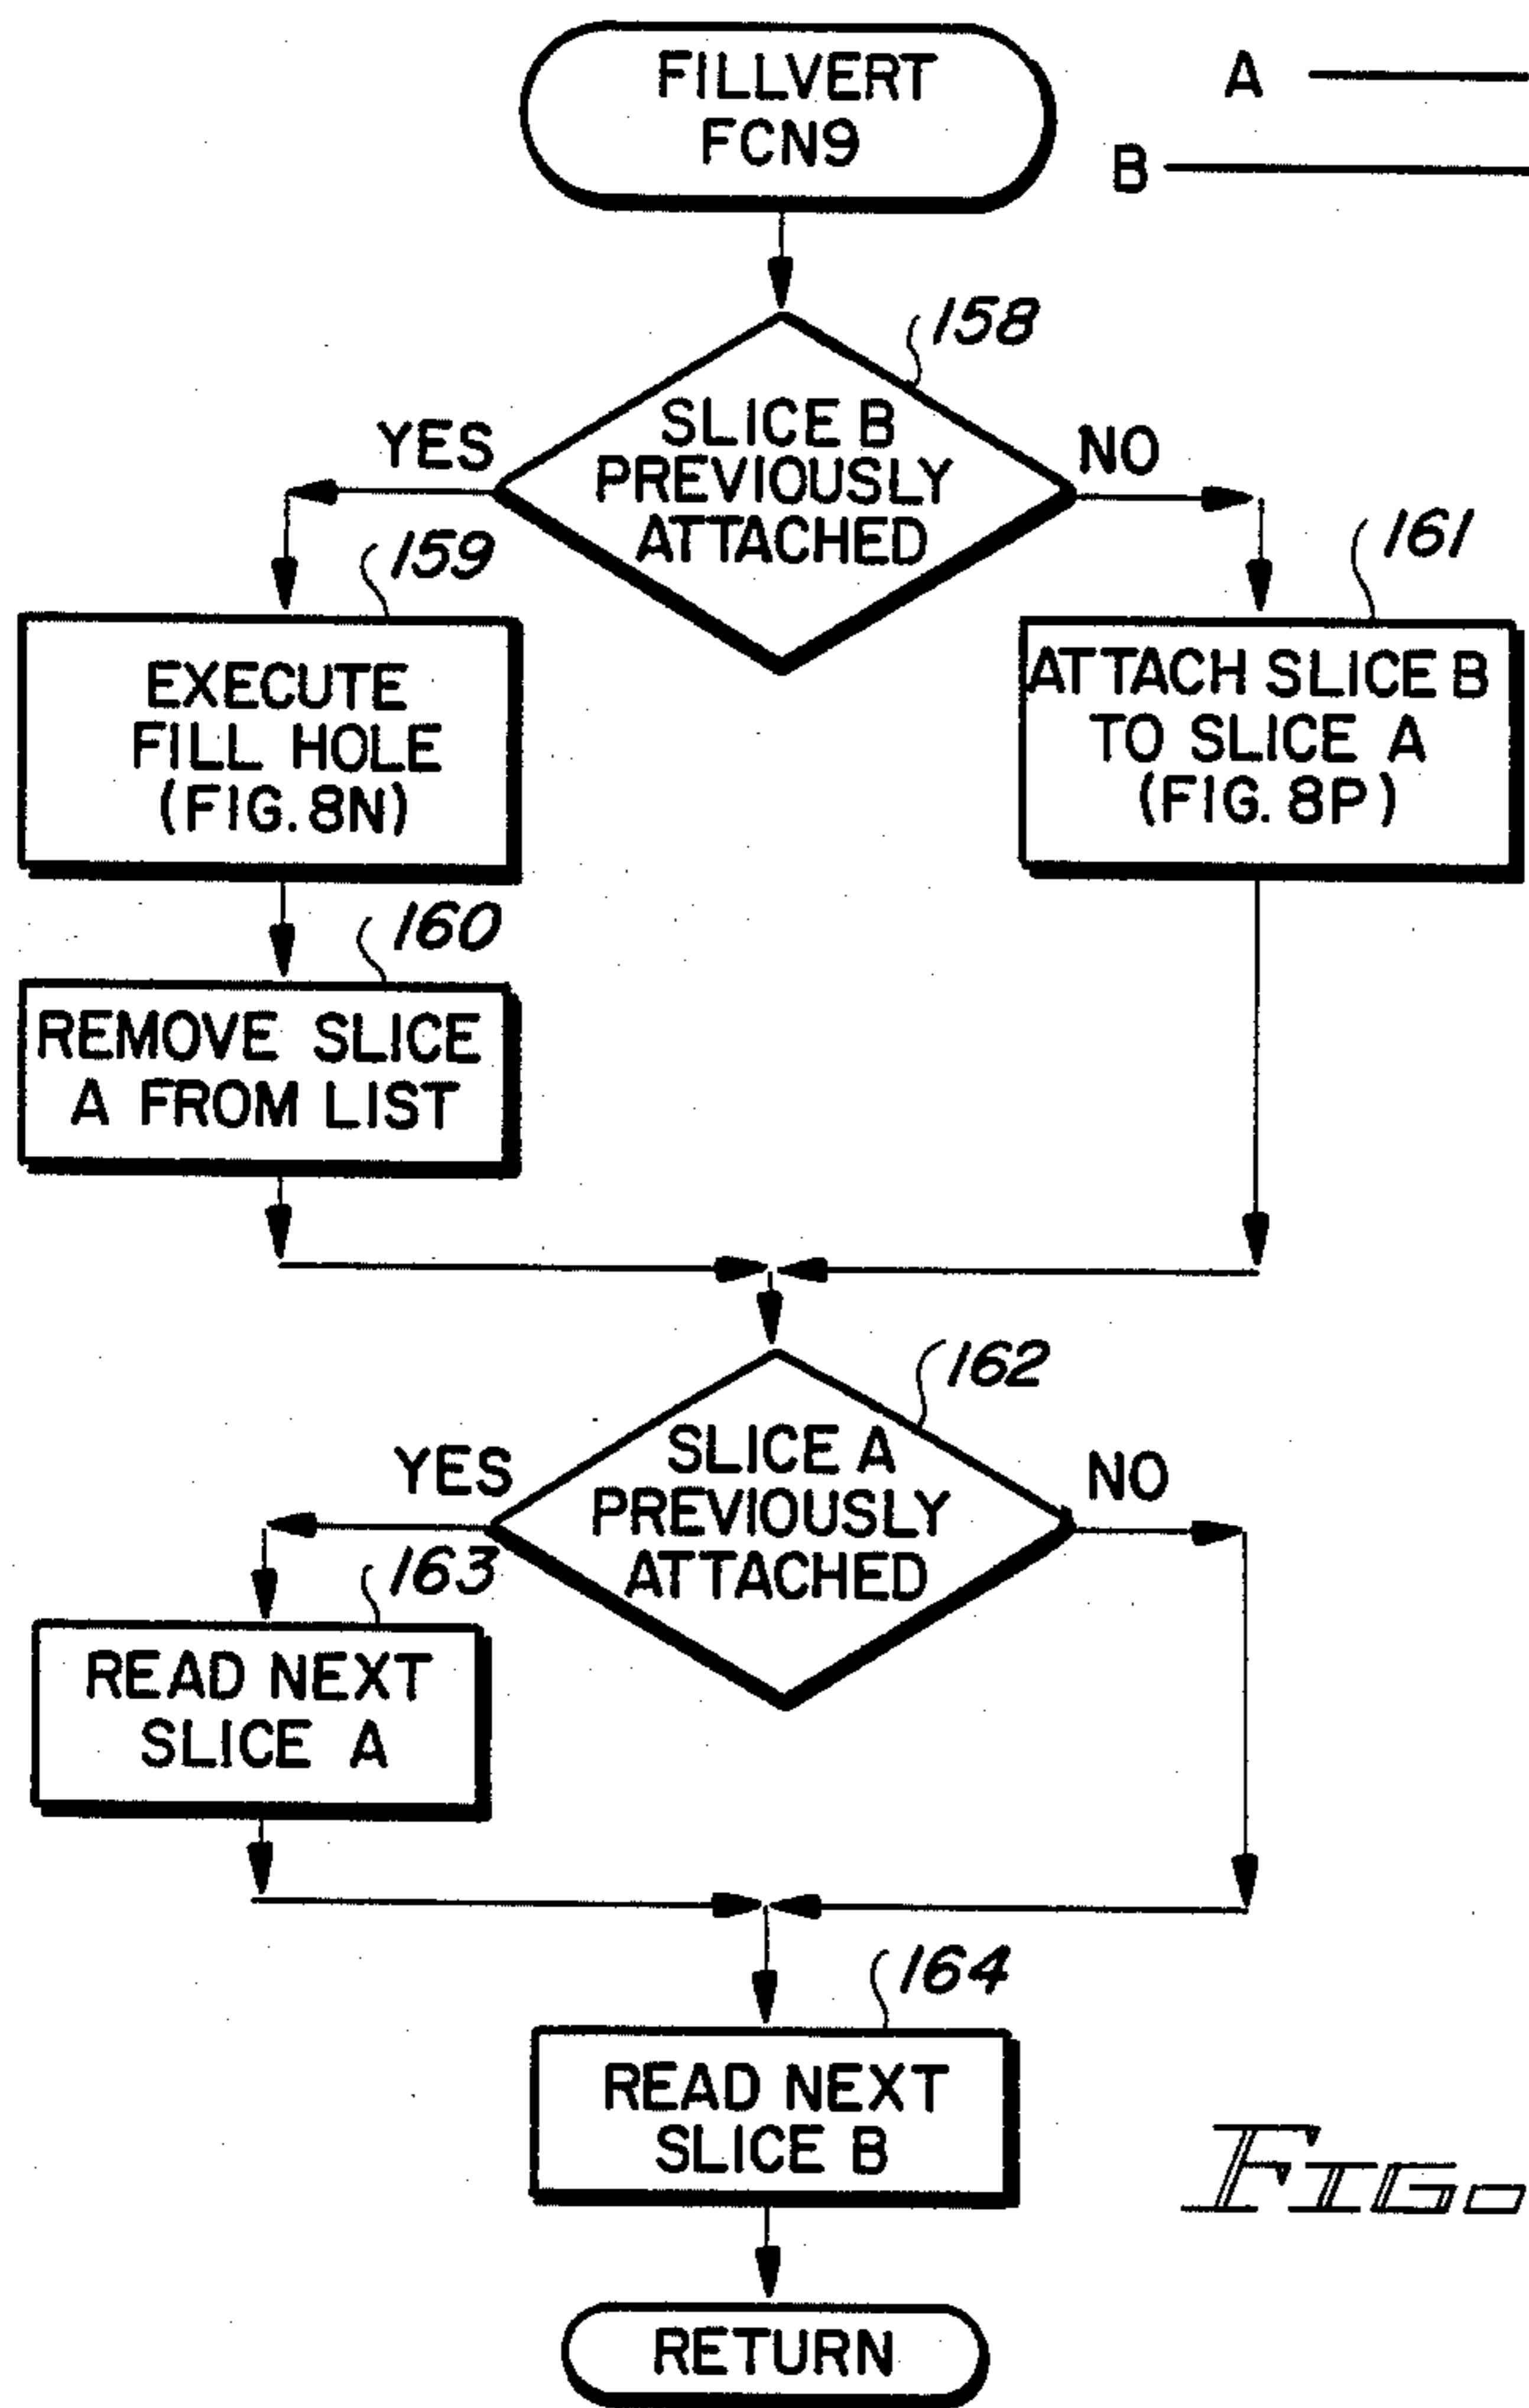 FILLVERT
FCN9
A
B
158
SLICE B
PREVIOUSLY
ATTACHED
YES
NO
159
161
EXECUTE
FILL HOLE
(FIG. 8N)
ATTACH SLICE B
TO SLICE A
(FIG. 8P)
160
REMOVE SLICE
A FROM LIST
162
SLICE A
PREVIOUSLY
ATTACHED
YES
NO
163
READ NEXT
SLICE A
164
READ NEXT
SLICE B
FIG.
RETURN